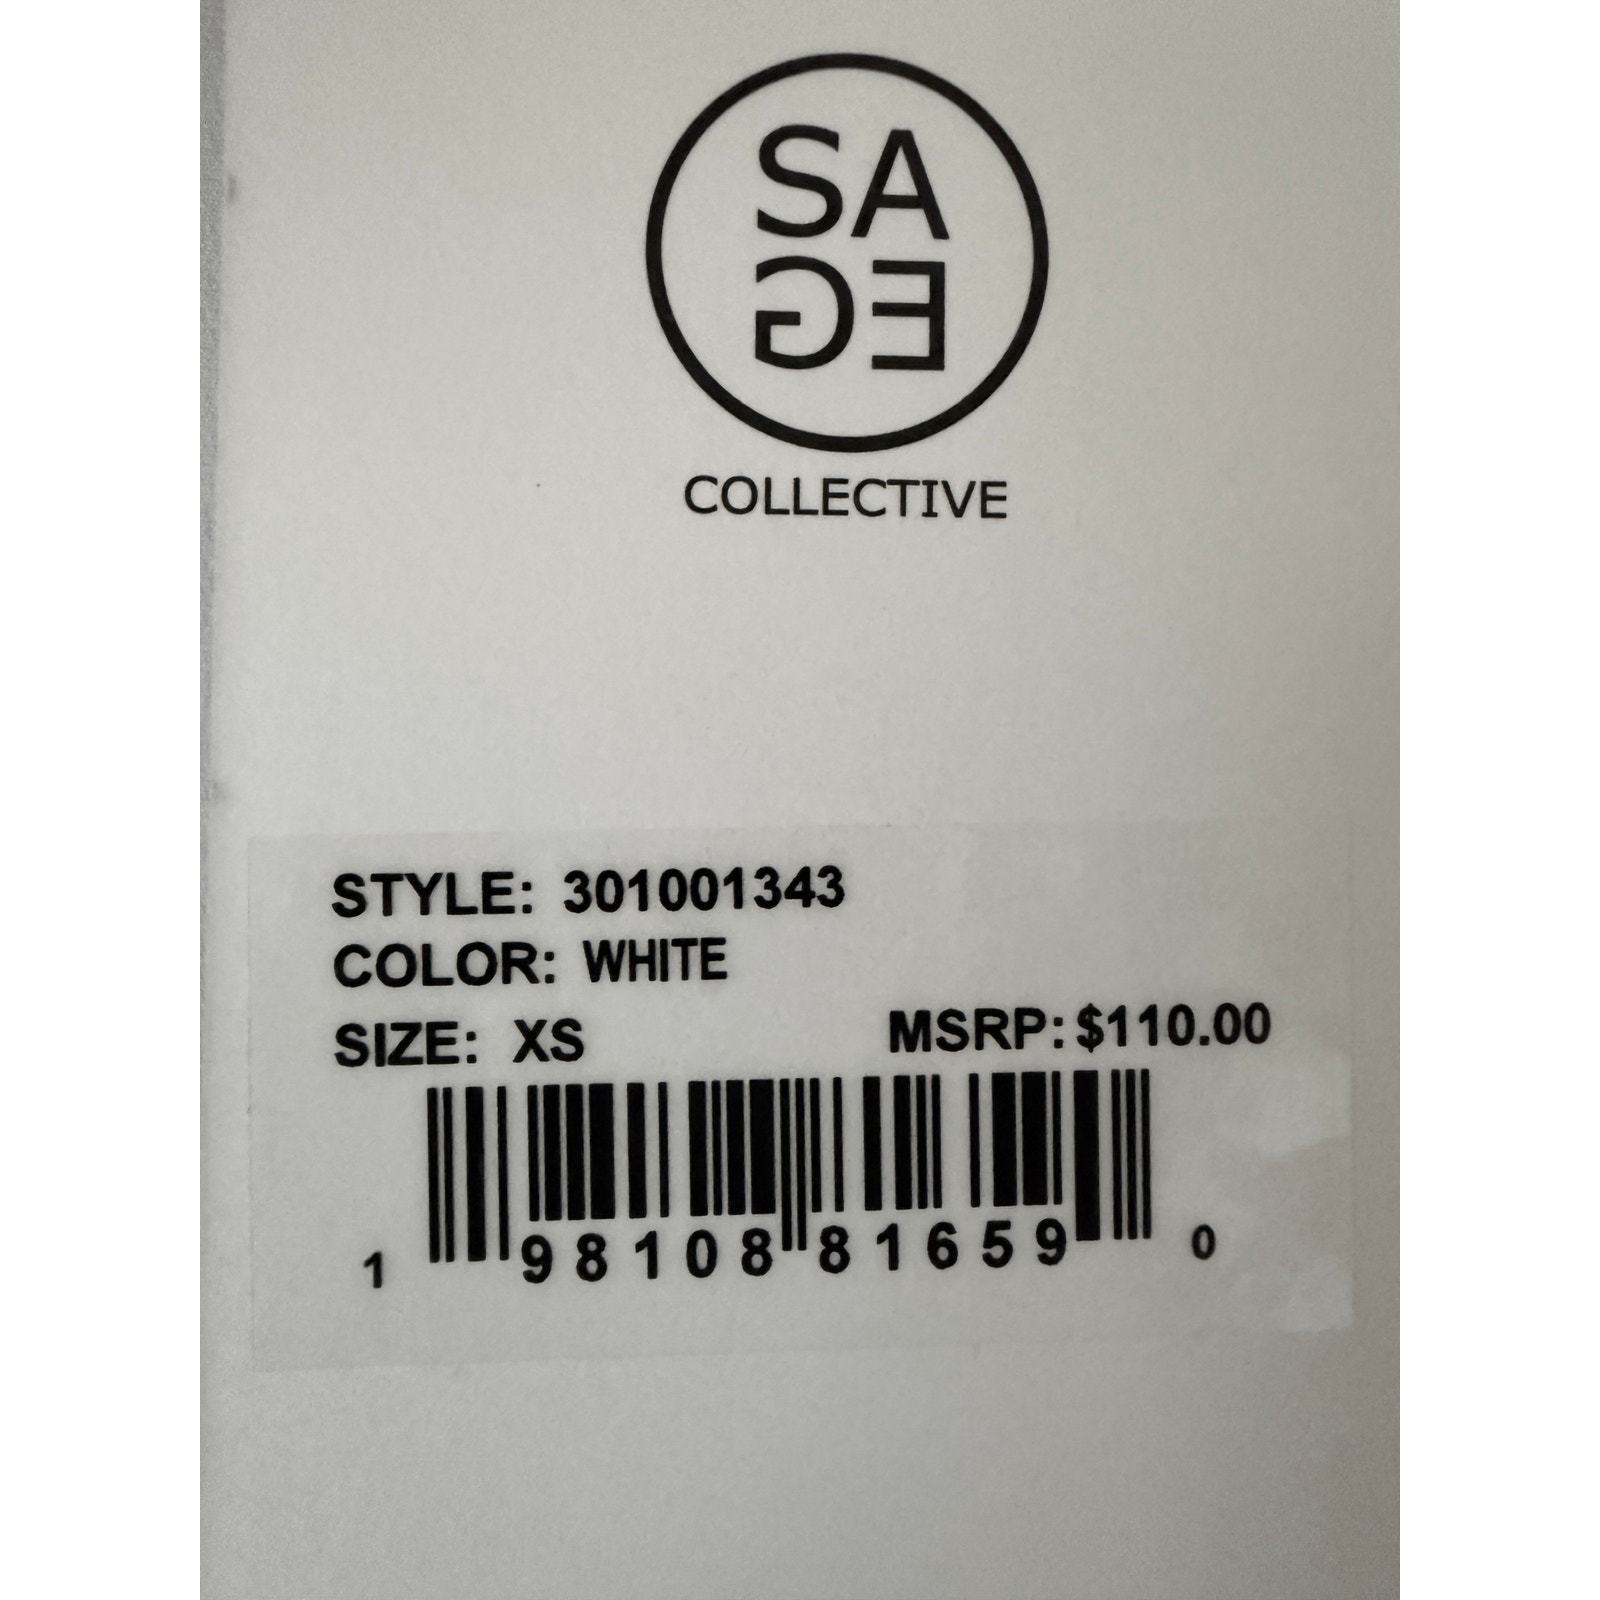 SA
GE
COLLECTIVE
STYLE: 301001343
COLOR: WHITE
SIZE: XS MSRP: $110.00
1 98108 81659 0